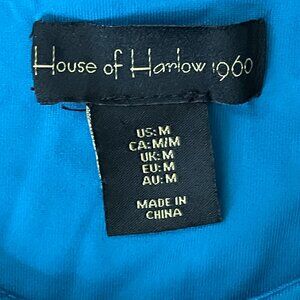 House of Harlow 1960
US: M
CA: M/M
UK: M
EU: M
AU: M
MADE IN
CHINA